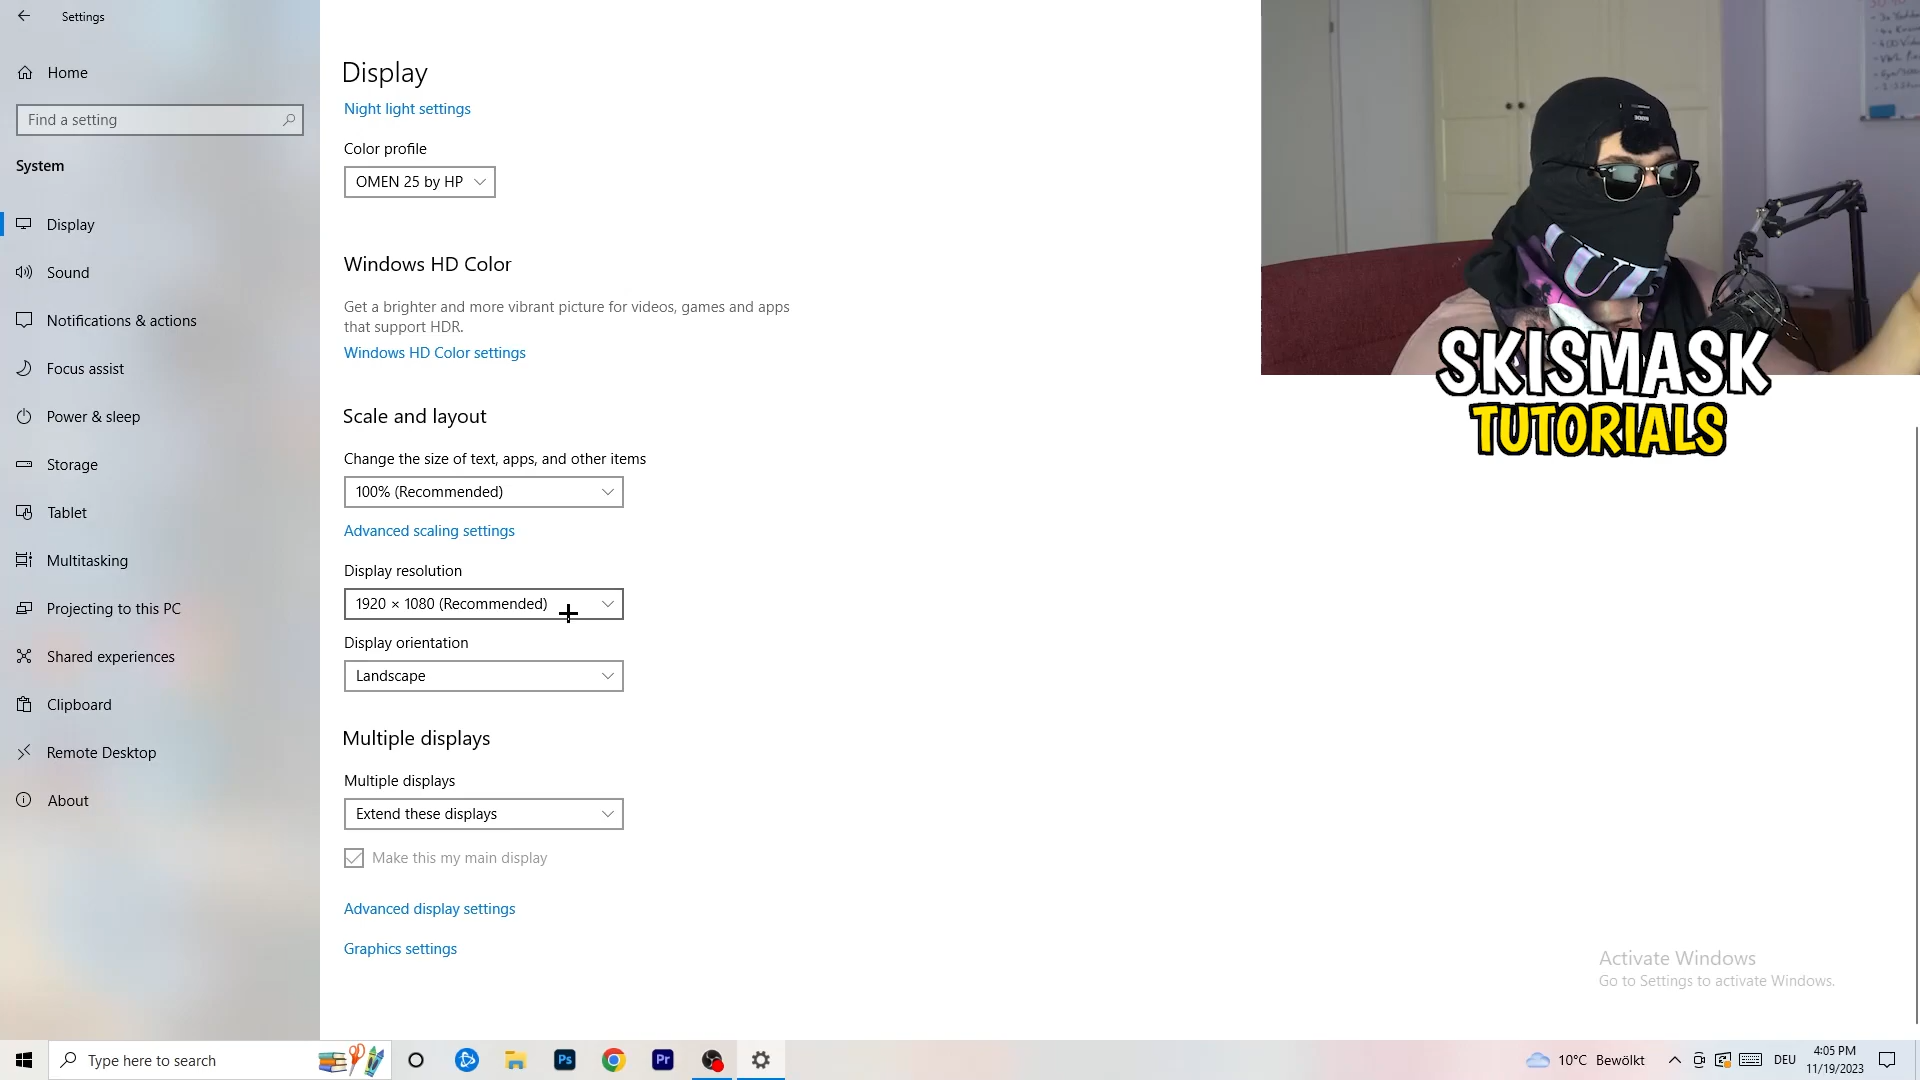 Settings
Home
Find a setting
System
Display
Sound
Notifications & actions
Focus assist
Power & sleep
Storage
Tablet
Multitasking
Projecting to this PC
Shared experiences
Clipboard
Remote Desktop
About
Display
Night light settings
Color profile
OMEN 25 by HP
Windows HD Color
Get a brighter and more vibrant picture for videos, games and apps
that support HDR.
Windows HD Color settings
Scale and layout
Change the size of text, apps, and other items
100% (Recommended)
Advanced scaling settings
Display resolution
1920 × 1080 (Recommended)
Display orientation
Landscape
Multiple displays
Multiple displays
Extend these displays
Make this my main display
Advanced display settings
Graphics settings
SKISMASK
TUTORIALS
Activate Windows
Go to Settings to activate Windows.
Type here to search
Ps
Pr
10°C Bewölkt
DEU
4:05 PM
11/19/2023